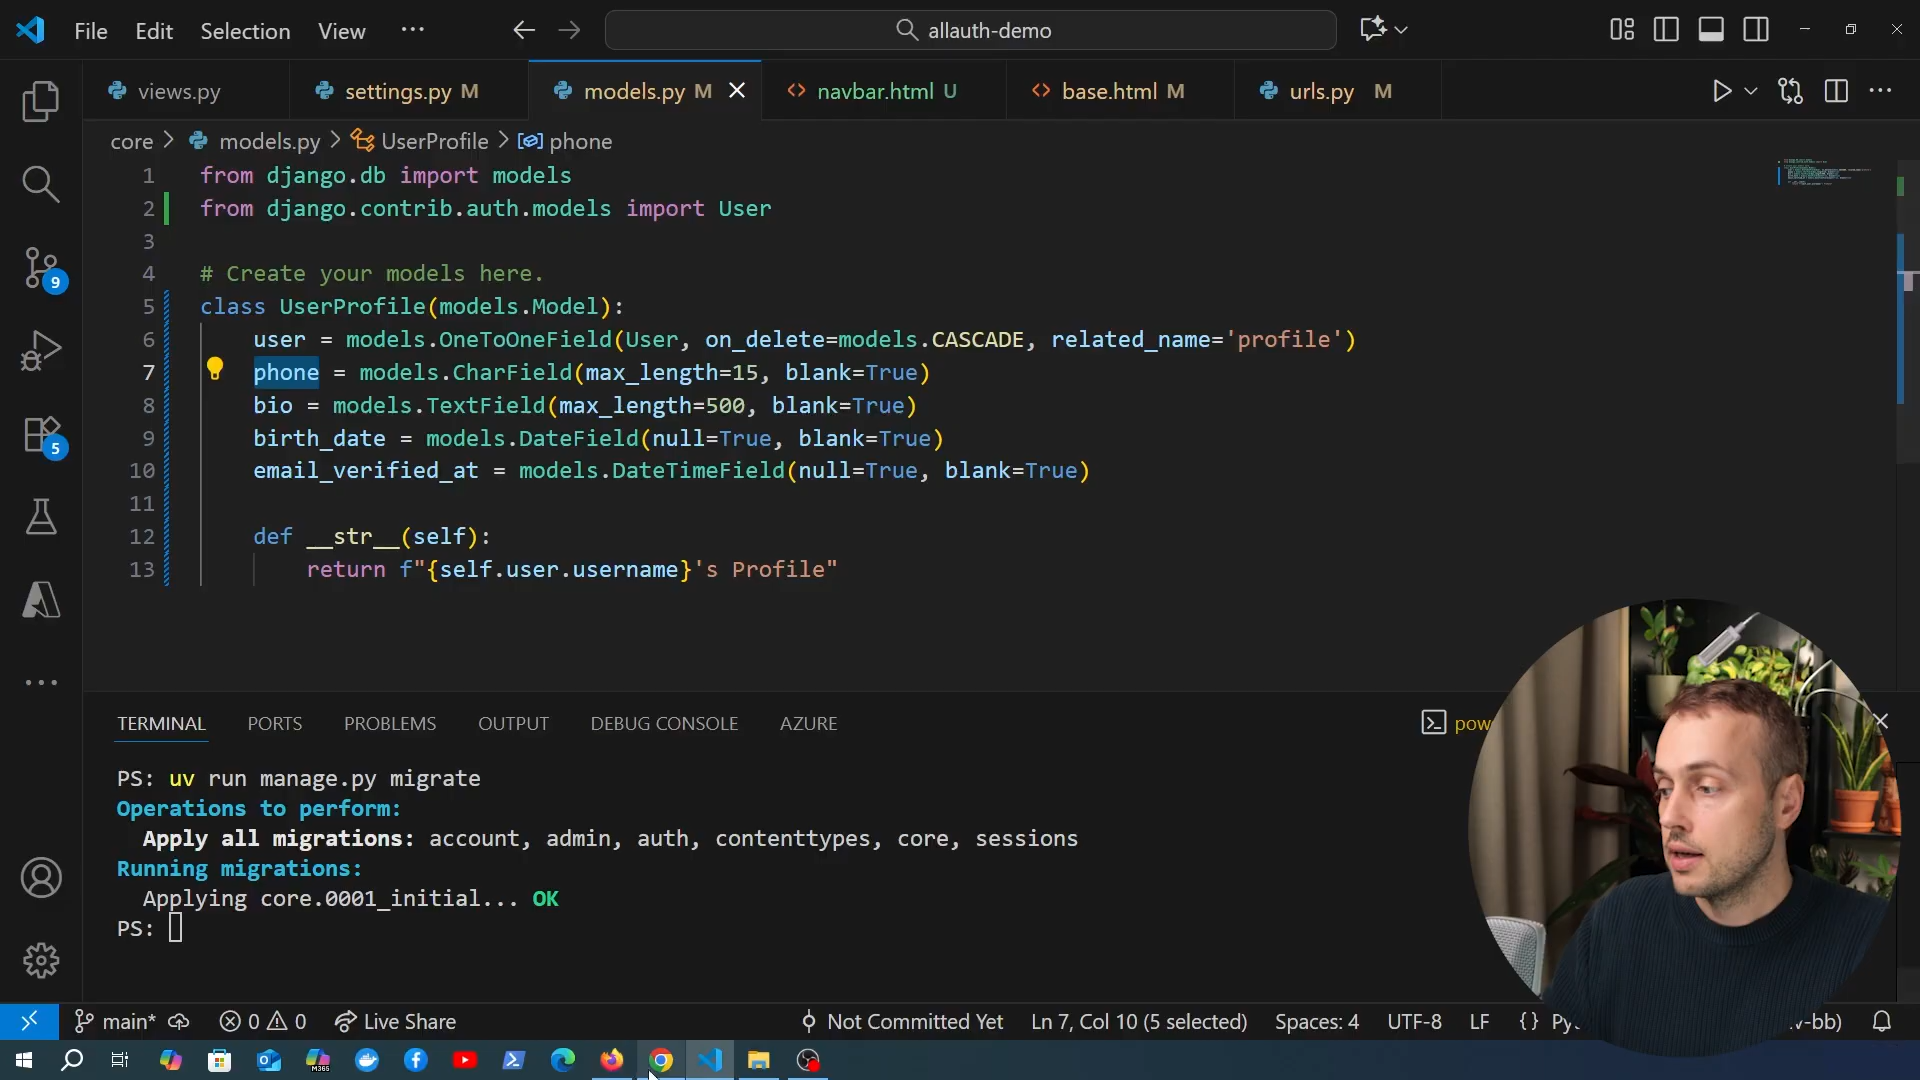 File Edit Selection View ··· allauth-demo
views.py settings.py M models.py M navbar.html U base.html M urls.py M
core > models.py > UserProfile > phone
1 from django.db import models
2 from django.contrib.auth.models import User
3
4 # Create your models here.
5 class UserProfile(models.Model):
6 user = models.OneToOneField(User, on_delete=models.CASCADE, related_name='profile')
7 phone = models.CharField(max_length=15, blank=True)
8 bio = models.TextField(max_length=500, blank=True)
9 birth_date = models.DateField(null=True, blank=True)
10 email_verified_at = models.DateTimeField(null=True, blank=True)
11
12 def __str__(self):
13 return f"{self.user.username}'s Profile"
9
5
TERMINAL PORTS PROBLEMS OUTPUT DEBUG CONSOLE AZURE
PS: uv run manage.py migrate
Operations to perform:
Apply all migrations: account, admin, auth, contenttypes, core, sessions
Running migrations:
Applying core.0001_initial... OK
PS:
main* 0 0 Live Share Not Committed Yet Ln 7, Col 10 (5 selected) Spaces: 4 UTF-8 LF {}